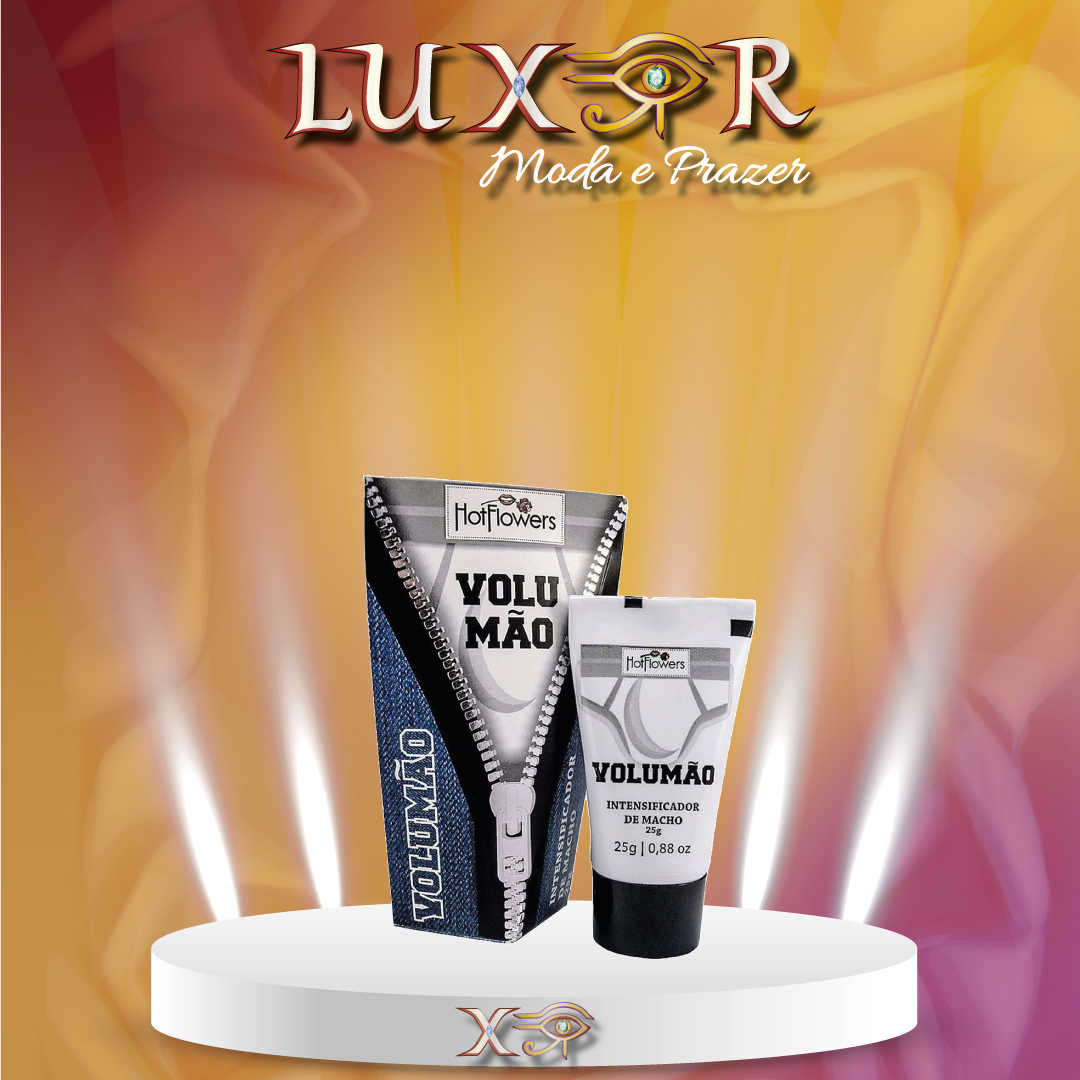 LUXOR
Moda e Prazer
HotFlowers
VOLU
MÃO
VOLUMÃO
INTENSIFICADOR
DE MACHO
HotFlowers
VOLUMÃO
INTENSIFICADOR
DE MACHO
25g
25g | 0,88 oz
X